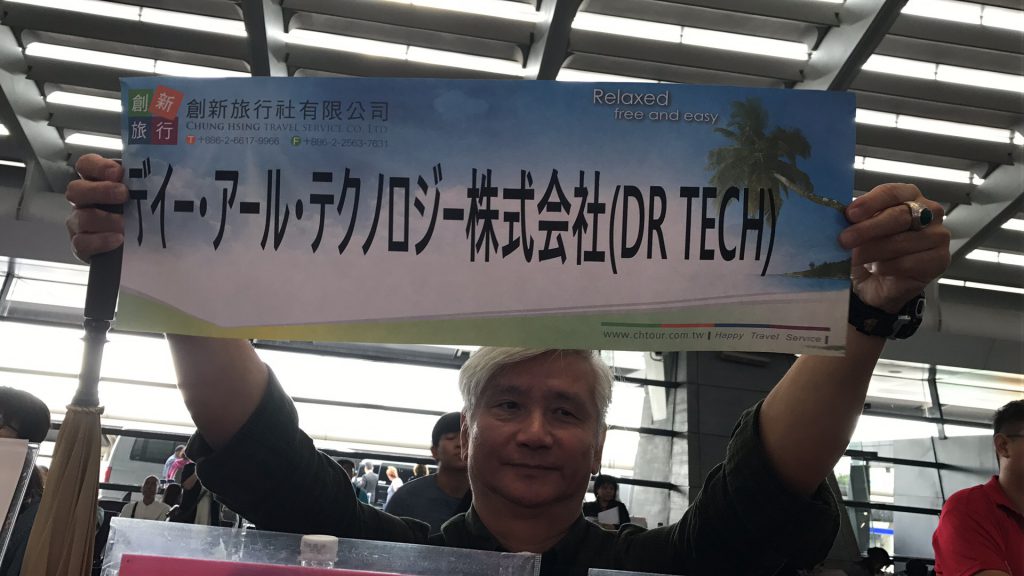 創新
旅行
創新旅行社有限公司
CHUNG HSING TRAVEL SERVICE CO. LTD
T +886-2-6617-9966 F +886-2-2563-7631
Relaxed
free and easy
デイー・アール・テクノロジー株式会社(DR TECH)
www.chtour.com.tw | Happy Travel Service |